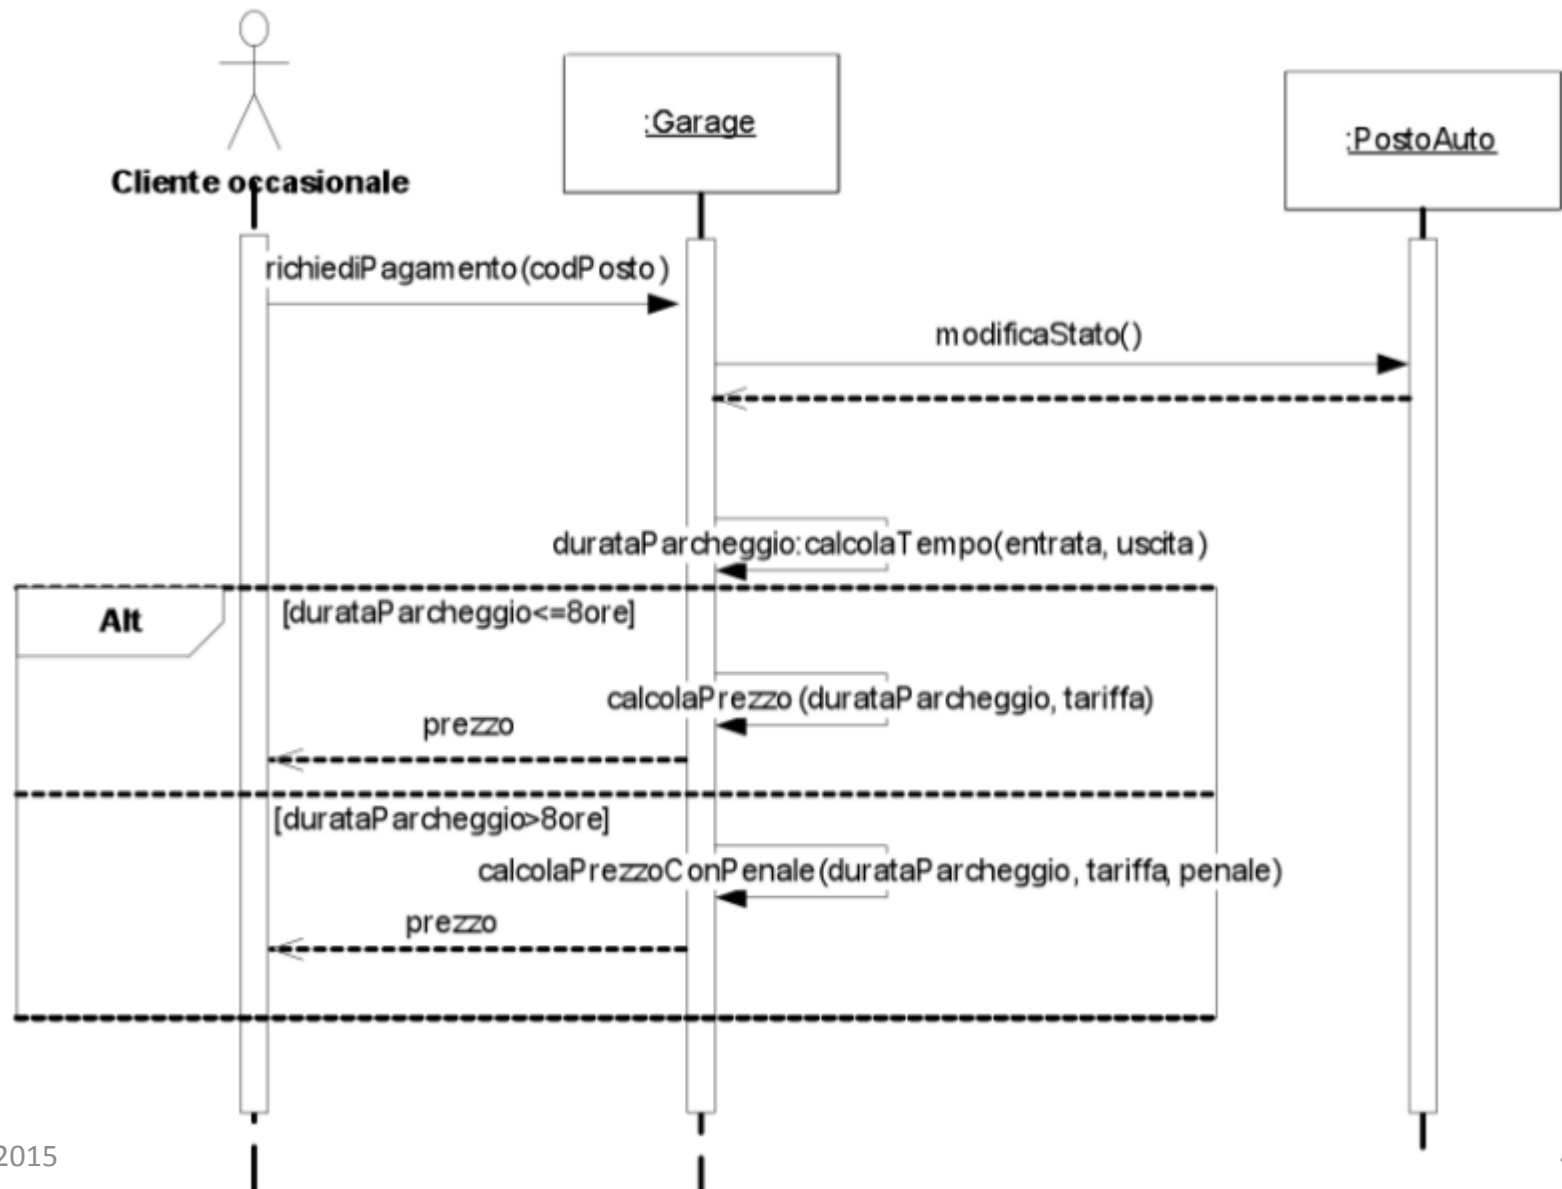 :Garage
:PostoAuto
Cliente occasionale
richiediPagamento(codPosto)
modificaStato()
durataParcheggio:calcolaTempo(entrata, uscita)
Alt
[durataParcheggio<=8ore]
calcolaPrezzo (durataParcheggio, tariffa)
prezzo
[durataParcheggio>8ore]
calcolaPrezzoConPenale(durataParcheggio, tariffa, penale)
prezzo
2015